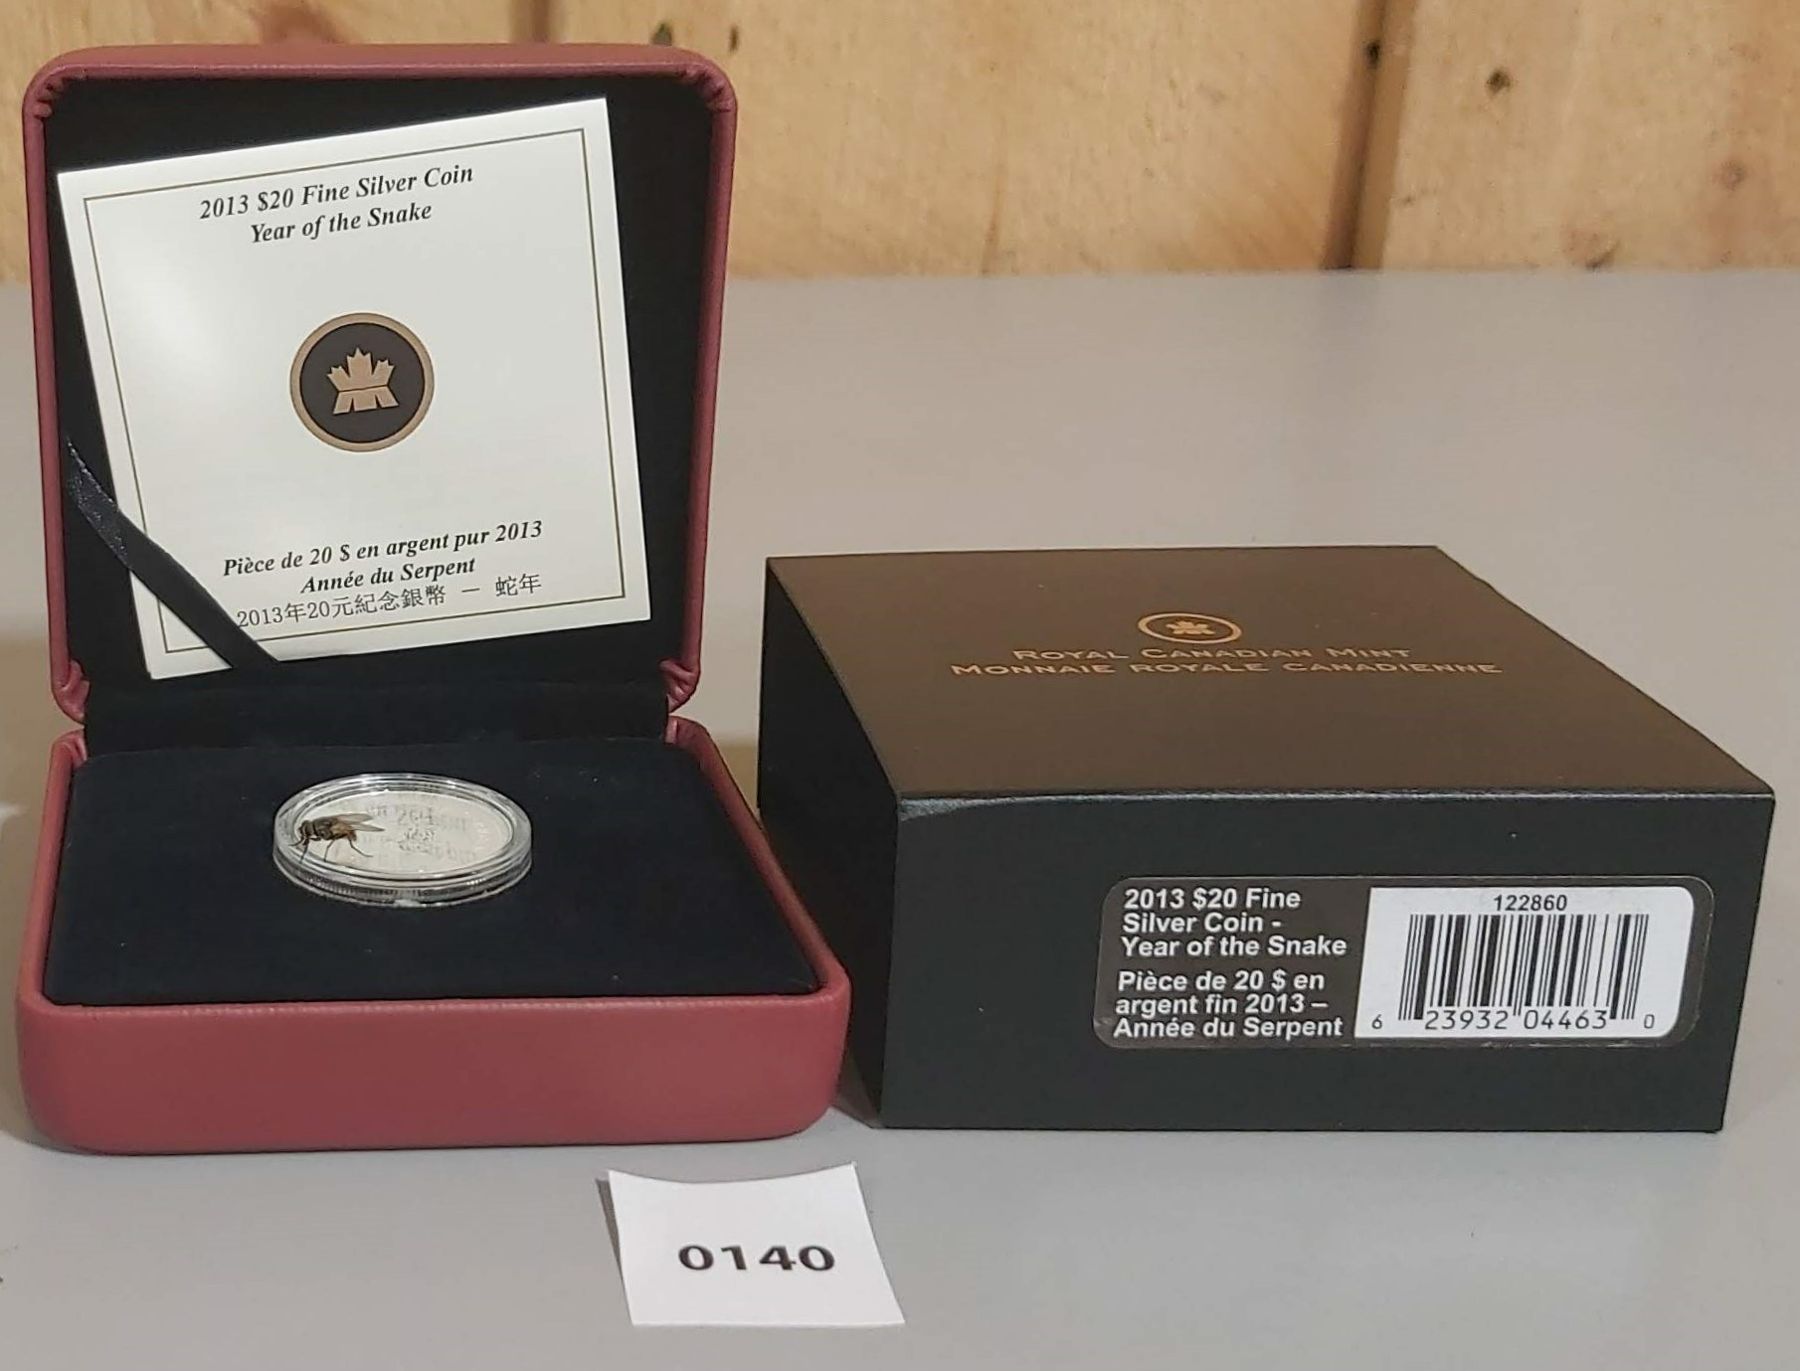 2013 $20 Fine Silver Coin
Year of the Snake
Pièce de 20 $ en argent pur 2013
Année du Serpent
2013年20元紀念銀幣 — 蛇年
ROYAL CANADIAN MINT
MONNAIE ROYALE CANADIENNE
2013 $20 Fine
Silver Coin -
Year of the Snake
Pièce de 20 $ en
argent fin 2013 –
Année du Serpent
122860
6 23932 04463 0
0140